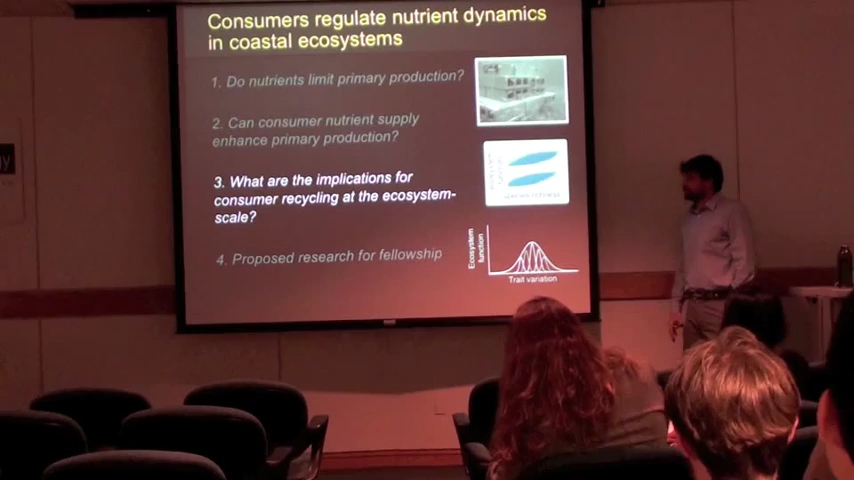 Consumers regulate nutrient dynamics
in coastal ecosystems
1. Do nutrients limit primary production?
2. Can consumer nutrient supply
enhance primary production?
3. What are the implications for
consumer recycling at the ecosystem-
scale?
4. Proposed research for fellowship
Ecosystem
function
Trait variation